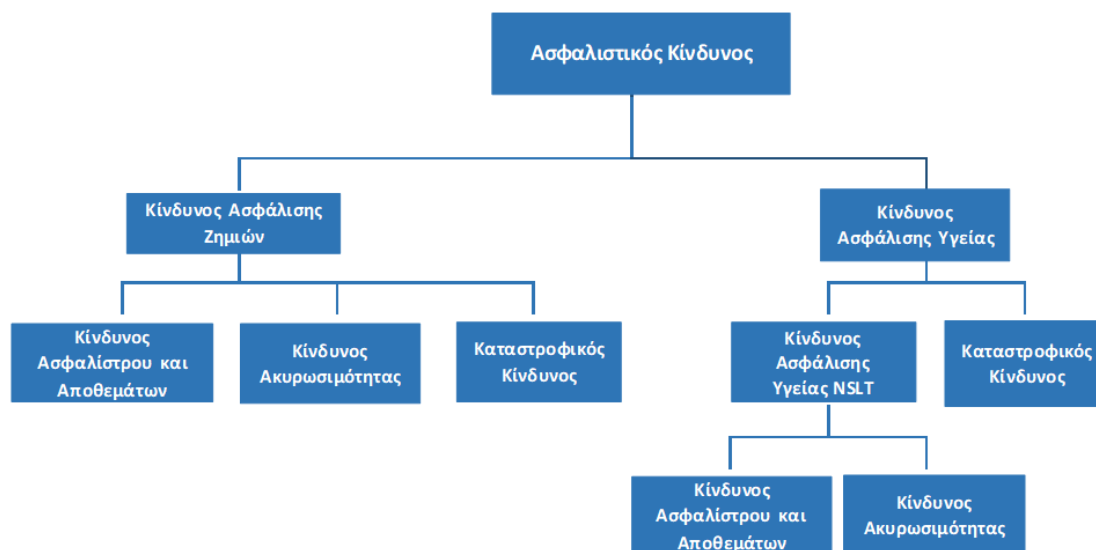 Ασφαλιστικός Κίνδυνος
Κίνδυνος Ασφάλισης
Ζημιών
Κίνδυνος
Ασφάλισης Υγείας
Κίνδυνος
Ασφαλίστρου και
Αποθεμάτων
Κίνδυνος
Ακυρωσιμότητας
Καταστροφικός
Κίνδυνος
Κίνδυνος
Ασφάλισης
Υγείας NSLT
Καταστροφικός
Κίνδυνος
Κίνδυνος
Ασφαλίστρου και
Αποθεμάτων
Κίνδυνος
Ακυρωσιμότητας